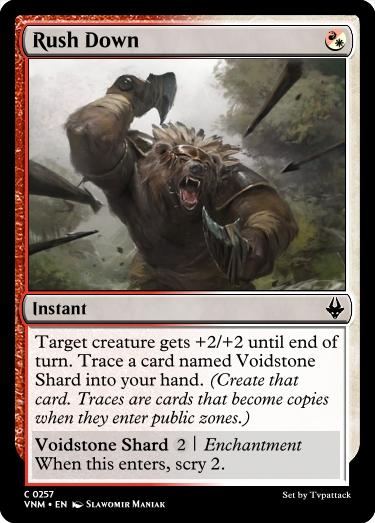 Rush Down
Instant
Target creature gets +2/+2 until end of
turn. Trace a card named Voidstone
Shard into your hand. (Create that
card. Traces are cards that become copies
when they enter public zones.)
Voidstone Shard 2 | Enchantment
When this enters, scry 2.
C 0257
VNM • EN Slawomir Maniak
Set by Tvpattack